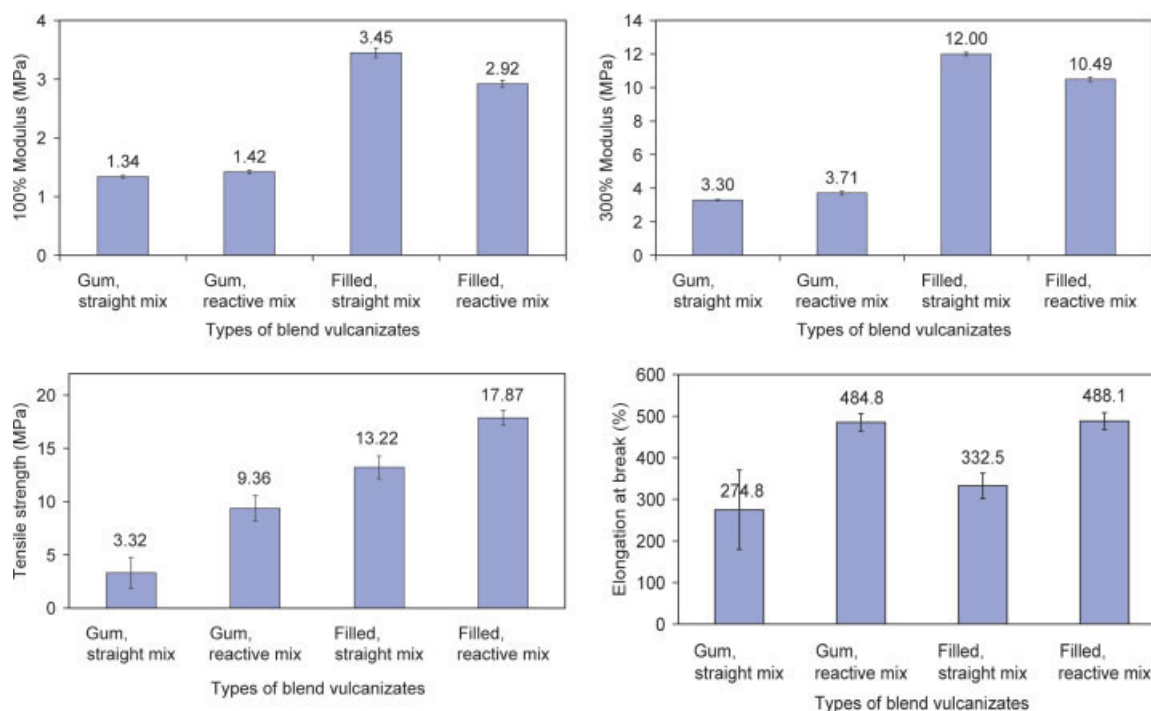 100% Modulus (MPa)
4
3
2
1
0
1.34
1.42
3.45
2.92
Gum,
straight mix
Gum,
reactive mix
Filled,
straight mix
Filled,
reactive mix
Types of blend vulcanizates
300% Modulus (MPa)
14
12
10
8
6
4
2
0
3.30
3.71
12.00
10.49
Gum,
straight mix
Gum,
reactive mix
Filled,
straight mix
Filled,
reactive mix
Types of blend vulcanizates
Tensile strength (MPa)
20
15
10
5
0
3.32
9.36
13.22
17.87
Gum,
straight mix
Gum,
reactive mix
Filled,
straight mix
Filled,
reactive mix
Types of blend vulcanizates
Elongation at break (%)
600
500
400
300
200
100
0
274.8
484.8
332.5
488.1
Gum,
straight mix
Gum,
reactive mix
Filled,
straight mix
Filled,
reactive mix
Types of blend vulcanizates